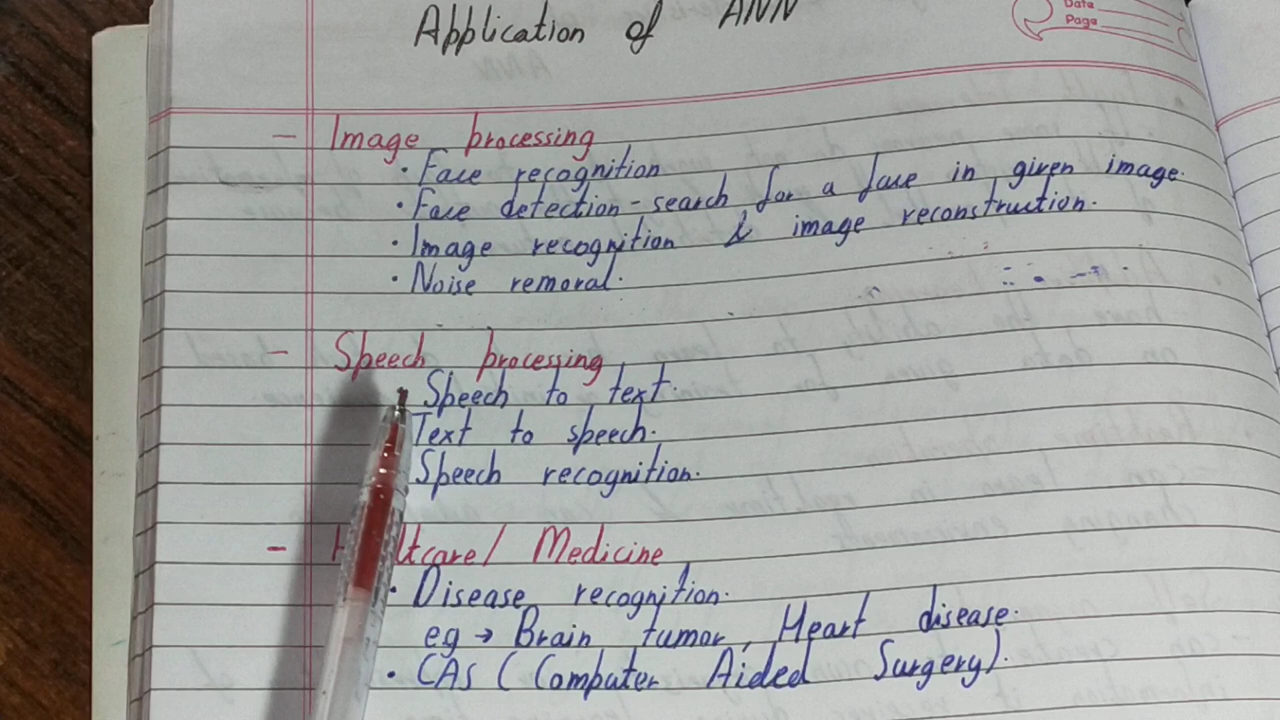 Application of ANN
Date
Page
- Image processing
• Face recognition
• Face detection - search for a face in given image.
• Image recognition & image reconstruction.
• Noise removal.
- Speech processing
Speech to text.
Text to speech.
Speech recognition.
- / Medicine
• Disease recognition.
eg → Brain tumor, Heart disease.
• CAS (Computer Aided Surgery).